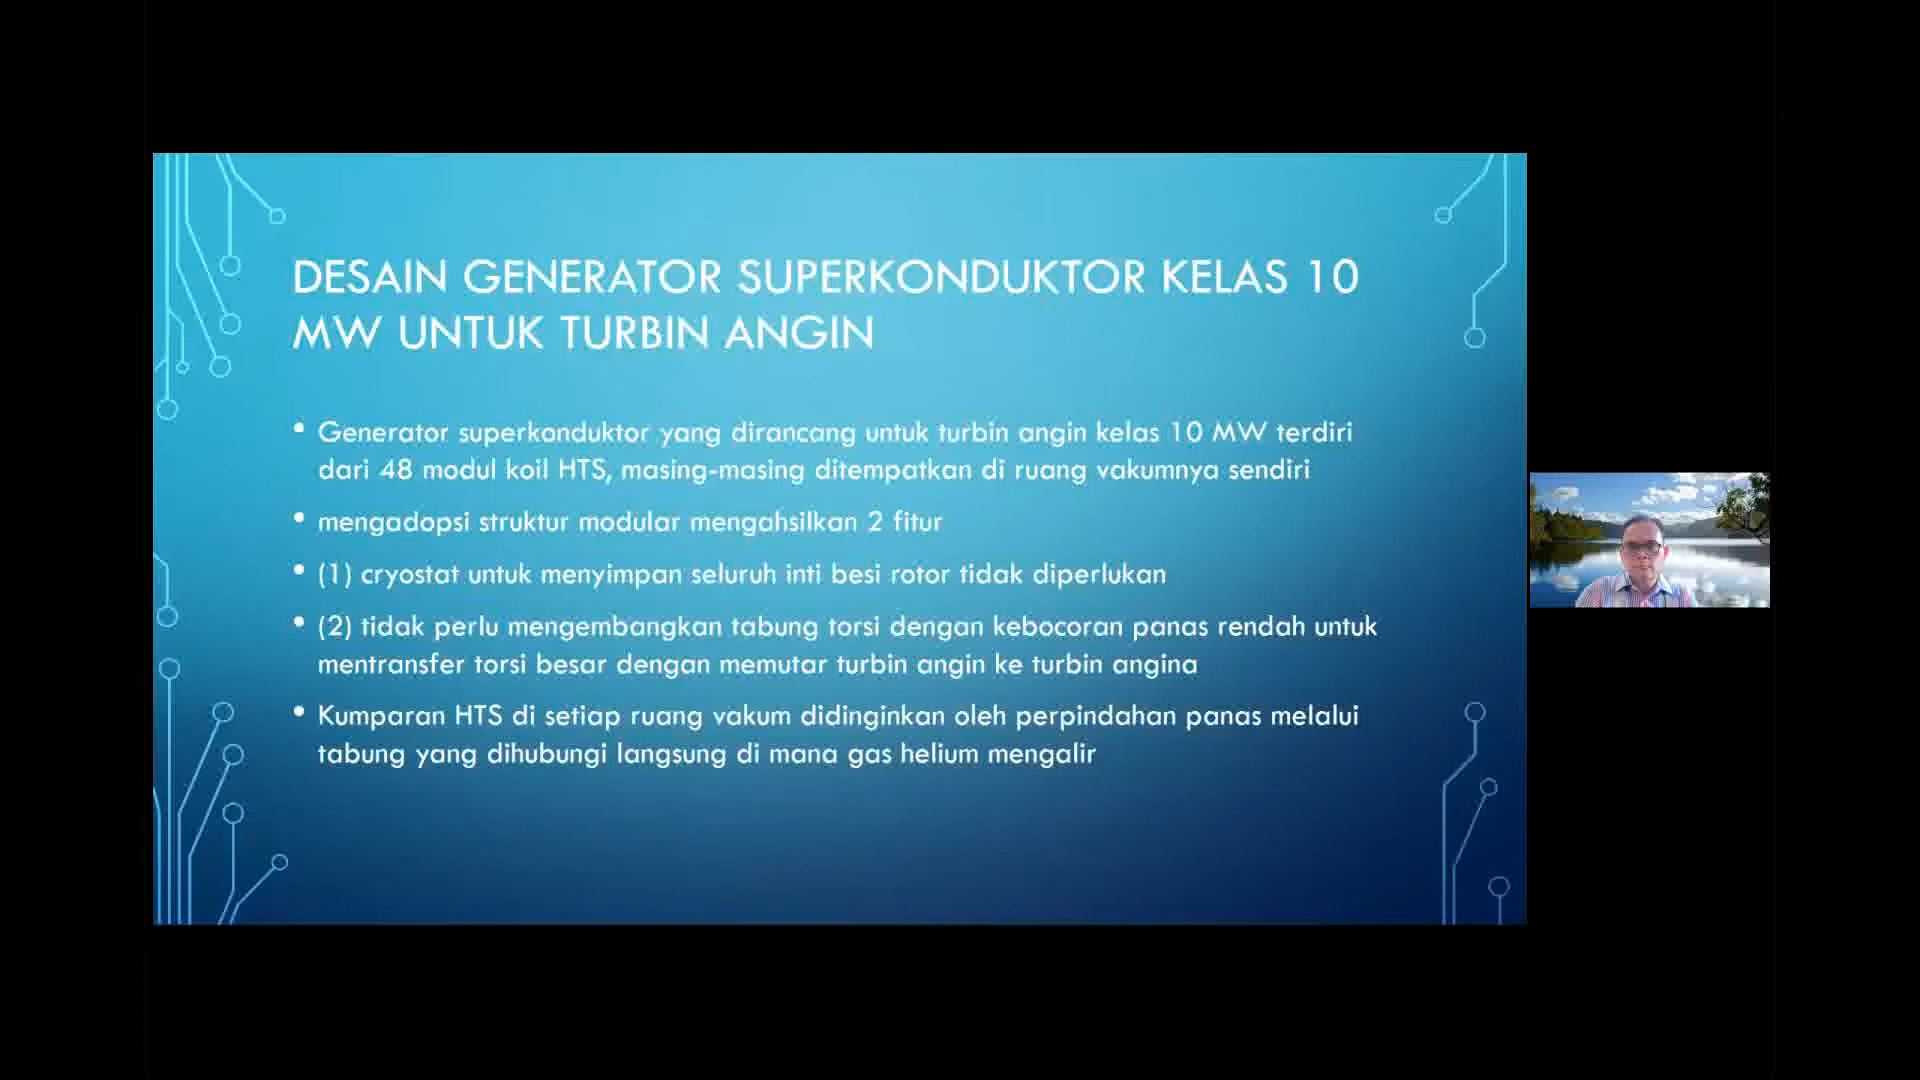 DESAIN GENERATOR SUPERKONDUKTOR KELAS 10
MW UNTUK TURBIN ANGIN
• Generator superkonduktor yang dirancang untuk turbin angin kelas 10 MW terdiri
dari 48 modul koil HTS, masing-masing ditempatkan di ruang vakumnya sendiri
• mengadopsi struktur modular mengahsilkan 2 fitur
• (1) cryostat untuk menyimpan seluruh inti besi rotor tidak diperlukan
• (2) tidak perlu mengembangkan tabung torsi dengan kebocoran panas rendah untuk
mentransfer torsi besar dengan memutar turbin angin ke turbin angina
• Kumparan HTS di setiap ruang vakum didinginkan oleh perpindahan panas melalui
tabung yang dihubungi langsung di mana gas helium mengalir